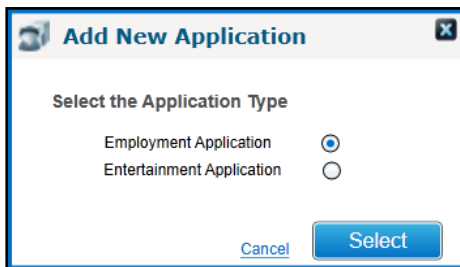 Add New Application
Select the Application Type
Employment Application
Entertainment Application
Cancel
Select